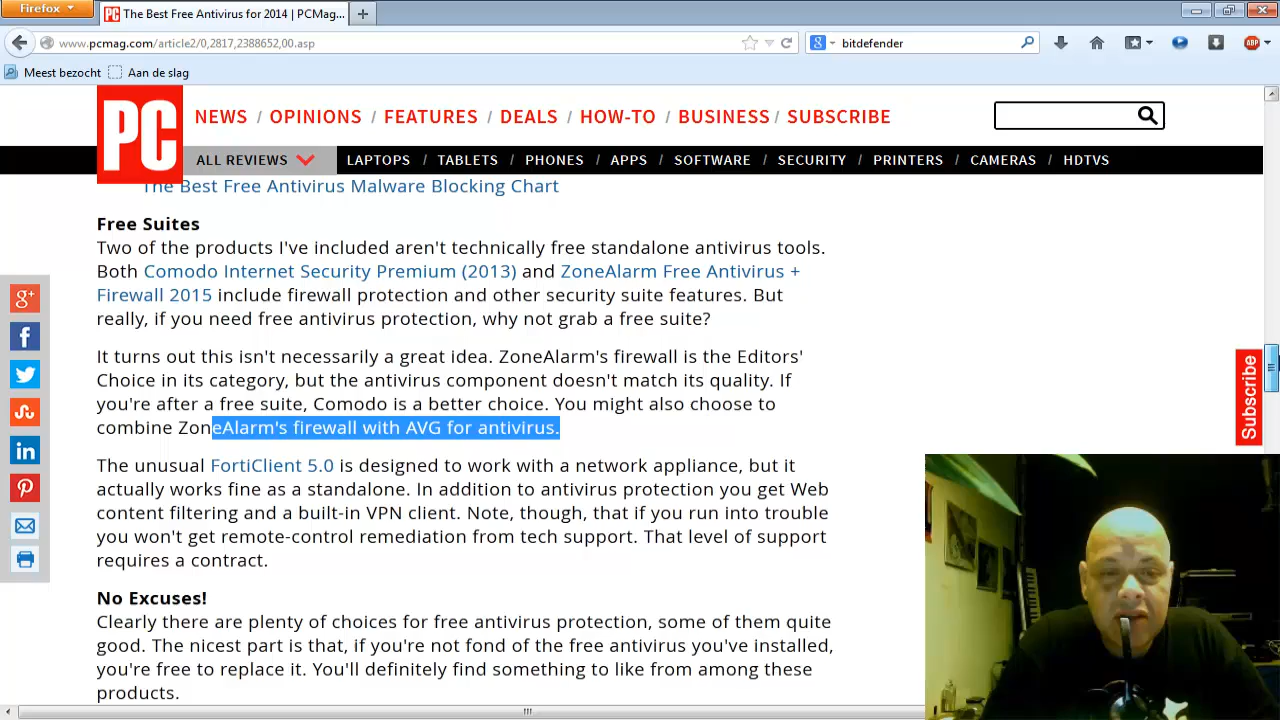 Firefox
The Best Free Antivirus for 2014 | PCMag...
www.pcmag.com/article2/0,2817,2388652,00.asp
bitdefender
ABP
Meest bezocht
Aan de slag
PC
NEWS / OPINIONS / FEATURES / DEALS / HOW-TO / BUSINESS / SUBSCRIBE
ALL REVIEWS
LAPTOPS / TABLETS / PHONES / APPS / SOFTWARE / SECURITY / PRINTERS / CAMERAS / HDTVS
The Best Free Antivirus Malware Blocking Chart
Free Suites
Two of the products I've included aren't technically free standalone antivirus tools.
Both Comodo Internet Security Premium (2013) and ZoneAlarm Free Antivirus +
Firewall 2015 include firewall protection and other security suite features. But
really, if you need free antivirus protection, why not grab a free suite?
It turns out this isn't necessarily a great idea. ZoneAlarm's firewall is the Editors'
Choice in its category, but the antivirus component doesn't match its quality. If
you're after a free suite, Comodo is a better choice. You might also choose to
combine ZoneAlarm's firewall with AVG for antivirus.
The unusual FortiClient 5.0 is designed to work with a network appliance, but it
actually works fine as a standalone. In addition to antivirus protection you get Web
content filtering and a built-in VPN client. Note, though, that if you run into trouble
you won't get remote-control remediation from tech support. That level of support
requires a contract.
No Excuses!
Clearly there are plenty of choices for free antivirus protection, some of them quite
good. The nicest part is that, if you're not fond of the free antivirus you've installed,
you're free to replace it. You'll definitely find something to like from among these
products.
Subscribe